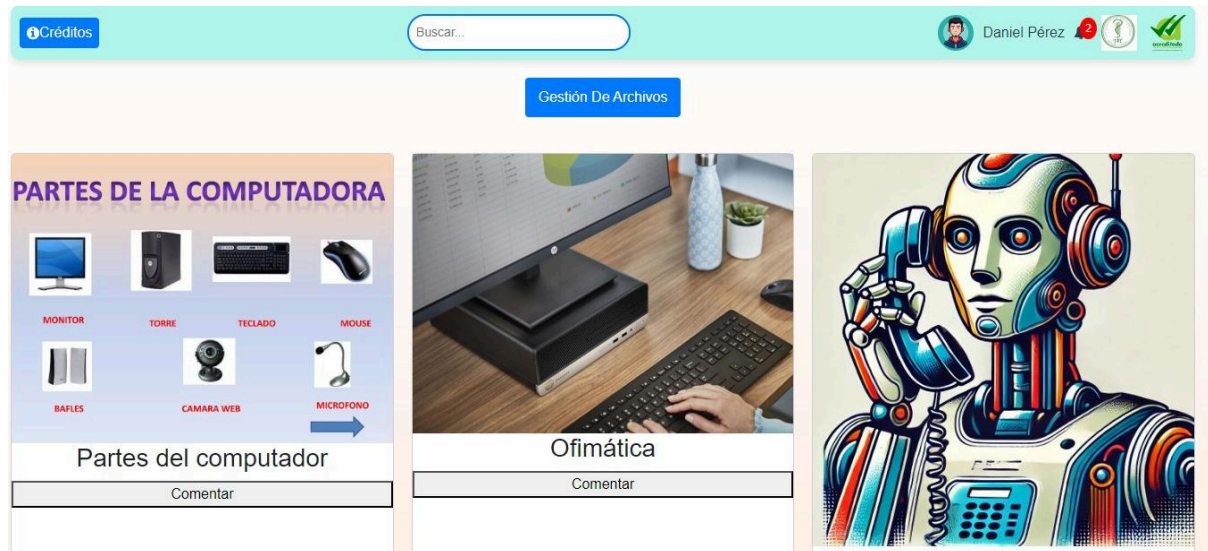 Créditos
Buscar...
Daniel Pérez
2
Gestión De Archivos
PARTES DE LA COMPUTADORA
MONITOR
TORRE
TECLADO
MOUSE
BAFLES
CAMARA WEB
MICROFONO
Partes del computador
Comentar
Ofimática
Comentar